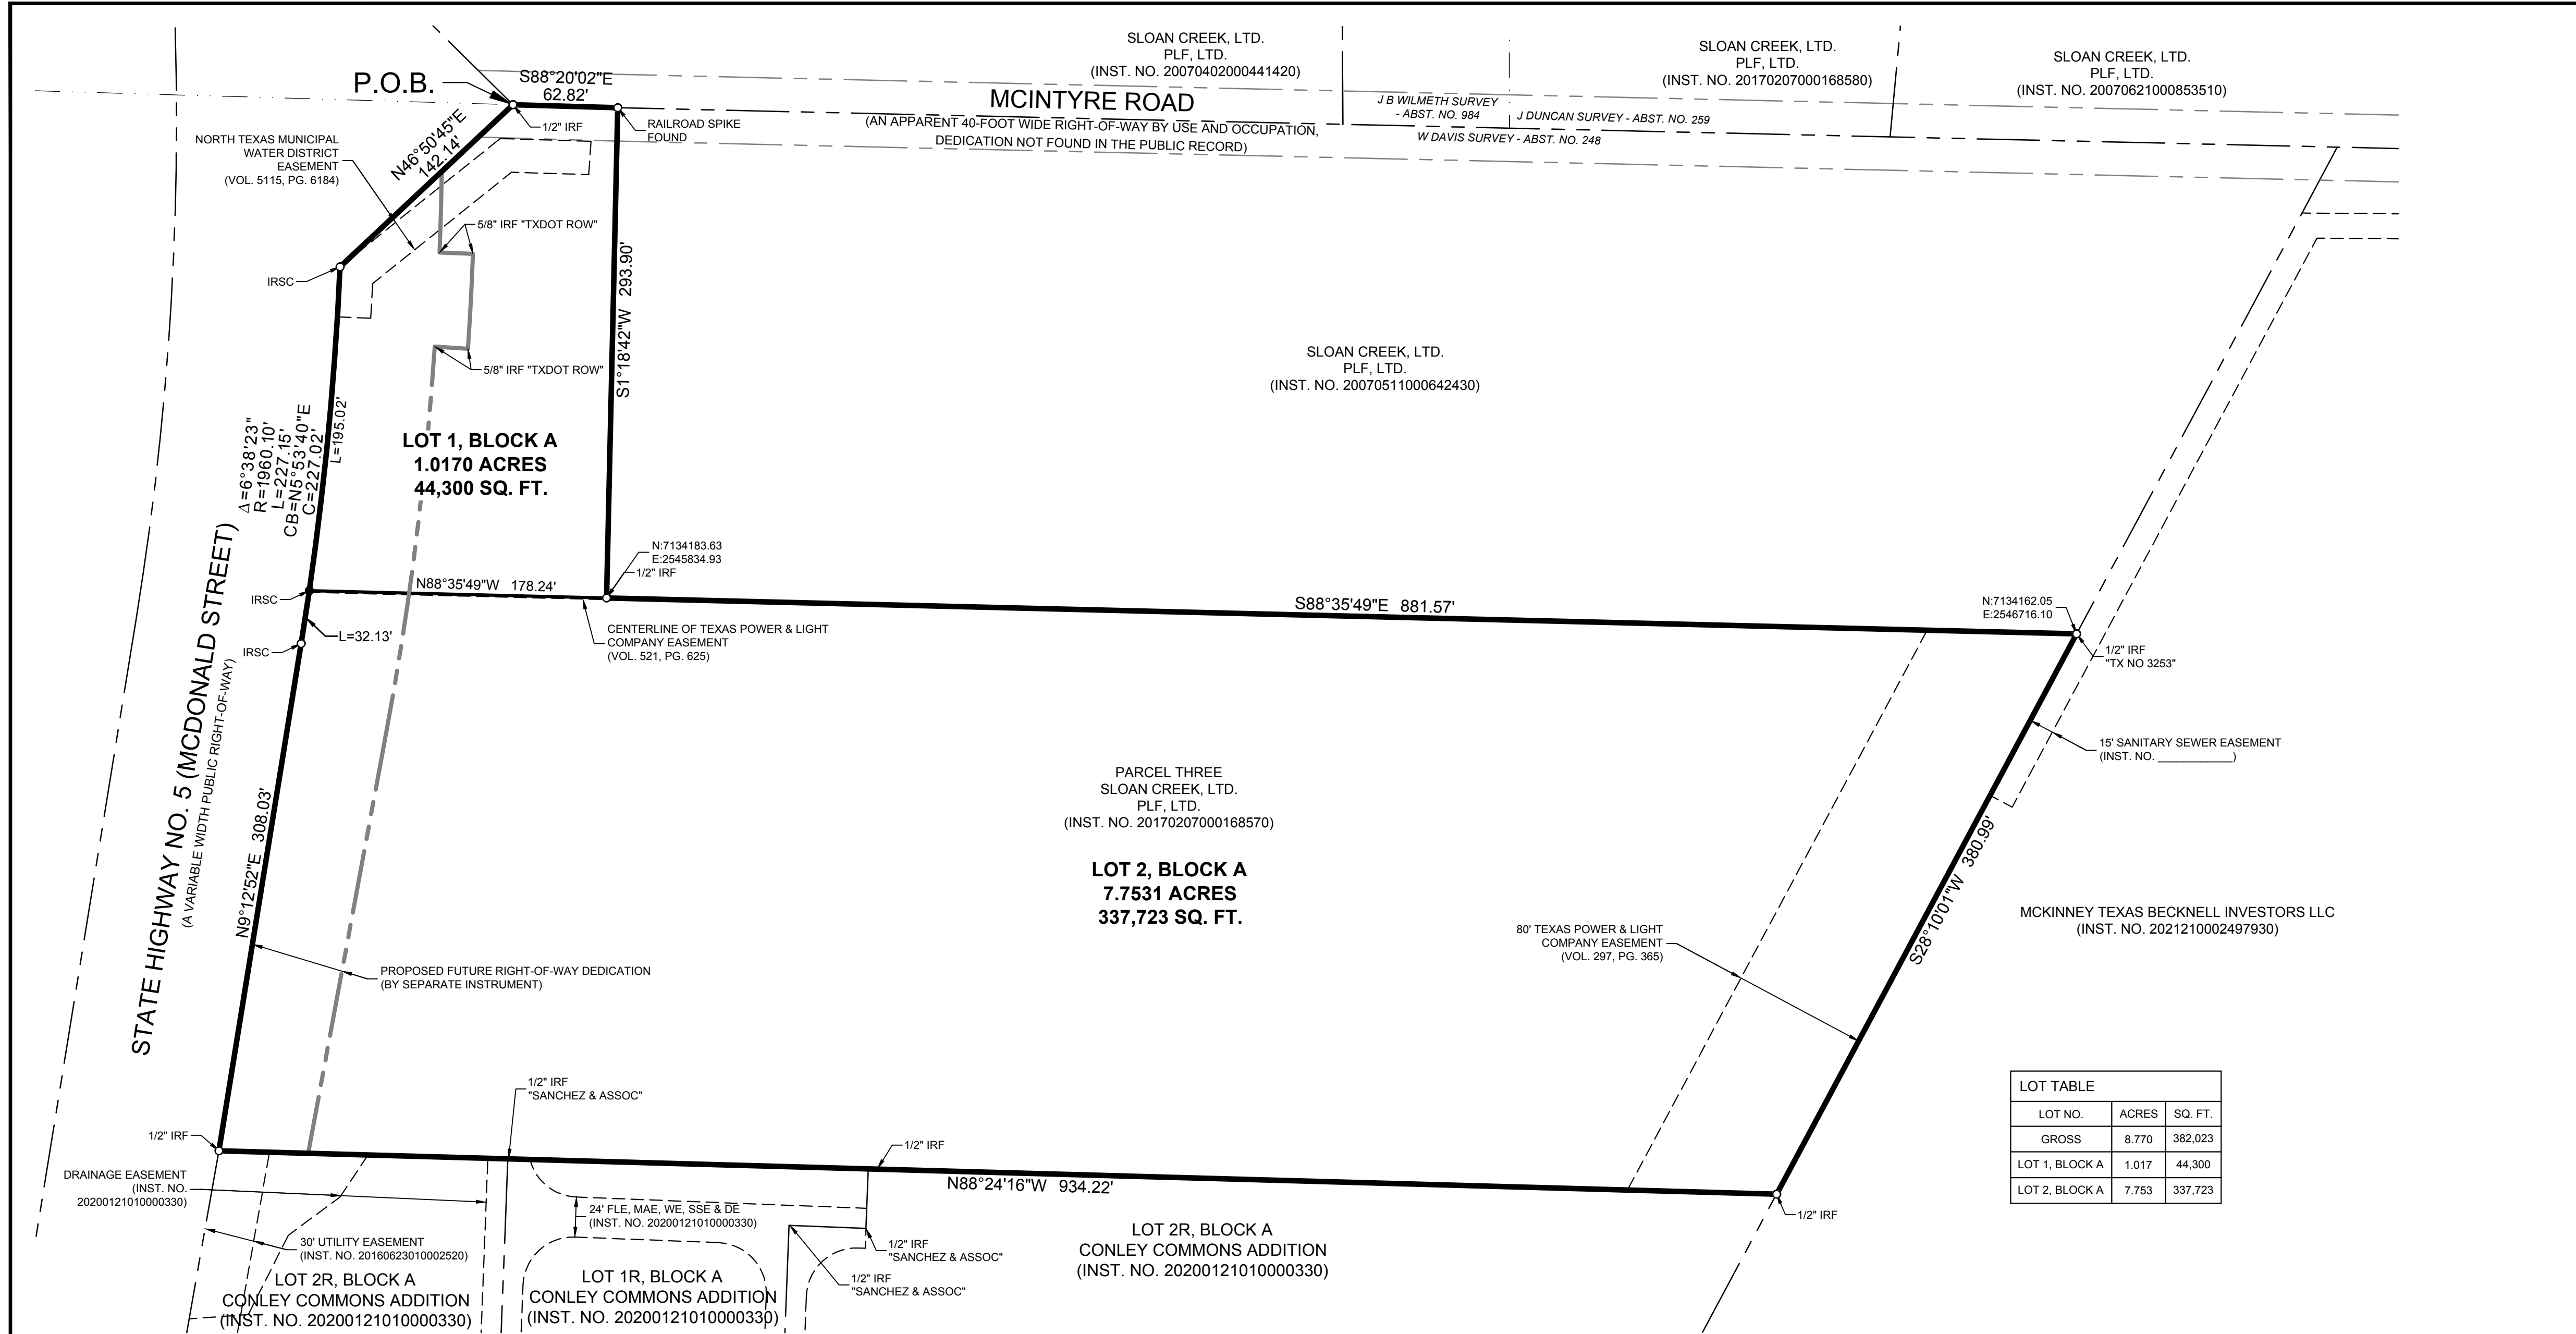 SLOAN CREEK, LTD.
PLF, LTD.
(INST. NO. 20070402000441420)
SLOAN CREEK, LTD.
PLF, LTD.
(INST. NO. 20170207000168580)
SLOAN CREEK, LTD.
PLF, LTD.
(INST. NO. 20070621000853510)
P.O.B.
S88°20'02"E
62.82'
1/2" IRF
RAILROAD SPIKE
FOUND
MCINTYRE ROAD
(AN APPARENT 40-FOOT WIDE RIGHT-OF-WAY BY USE AND OCCUPATION,
DEDICATION NOT FOUND IN THE PUBLIC RECORD)
J B WILMETH SURVEY
- ABST. NO. 984
J DUNCAN SURVEY - ABST. NO. 259
W DAVIS SURVEY - ABST. NO. 248
NORTH TEXAS MUNICIPAL
WATER DISTRICT
EASEMENT
(VOL. 5115, PG. 6184)
N46°50'45"E
142.14'
5/8" IRF "TXDOT ROW"
IRSC
S1°18'42"W 293.90'
5/8" IRF "TXDOT ROW"
SLOAN CREEK, LTD.
PLF, LTD.
(INST. NO. 20070511000642430)
Δ=6°38'23"
R=1960.10'
L=227.15'
CB=N5°53'40"E
C=227.02'
L=195.02'
LOT 1, BLOCK A
1.0170 ACRES
44,300 SQ. FT.
N:7134183.63
E:2545834.93
1/2" IRF
IRSC
N88°35'49"W 178.24'
S88°35'49"E 881.57'
N:7134162.05
E:2546716.10
1/2" IRF
"TX NO 3253"
L=32.13'
IRSC
CENTERLINE OF TEXAS POWER & LIGHT
COMPANY EASEMENT
(VOL. 521, PG. 625)
STATE HIGHWAY NO. 5 (MCDONALD STREET)
(A VARIABLE WIDTH PUBLIC RIGHT-OF-WAY)
N9°12'52"E 308.03'
15' SANITARY SEWER EASEMENT
(INST. NO. ____________)
PARCEL THREE
SLOAN CREEK, LTD.
PLF, LTD.
(INST. NO. 20170207000168570)
LOT 2, BLOCK A
7.7531 ACRES
337,723 SQ. FT.
S28°10'01"W 380.99'
80' TEXAS POWER & LIGHT
COMPANY EASEMENT
(VOL. 297, PG. 365)
MCKINNEY TEXAS BECKNELL INVESTORS LLC
(INST. NO. 2021210002497930)
PROPOSED FUTURE RIGHT-OF-WAY DEDICATION
(BY SEPARATE INSTRUMENT)
1/2" IRF
"SANCHEZ & ASSOC"
1/2" IRF
1/2" IRF
N88°24'16"W 934.22'
1/2" IRF
DRAINAGE EASEMENT
(INST. NO.
20200121010000330)
24' FLE, MAE, WE, SSE & DE
(INST. NO. 20200121010000330)
30' UTILITY EASEMENT
(INST. NO. 20160623010002520)
1/2" IRF
"SANCHEZ & ASSOC"
1/2" IRF
"SANCHEZ & ASSOC"
LOT 2R, BLOCK A
CONLEY COMMONS ADDITION
(INST. NO. 20200121010000330)
LOT 1R, BLOCK A
CONLEY COMMONS ADDITION
(INST. NO. 20200121010000330)
LOT 2R, BLOCK A
CONLEY COMMONS ADDITION
(INST. NO. 20200121010000330)
LOT TABLE
LOT NO. ACRES SQ. FT.
GROSS 8.770 382,023
LOT 1, BLOCK A 1.017 44,300
LOT 2, BLOCK A 7.753 337,723